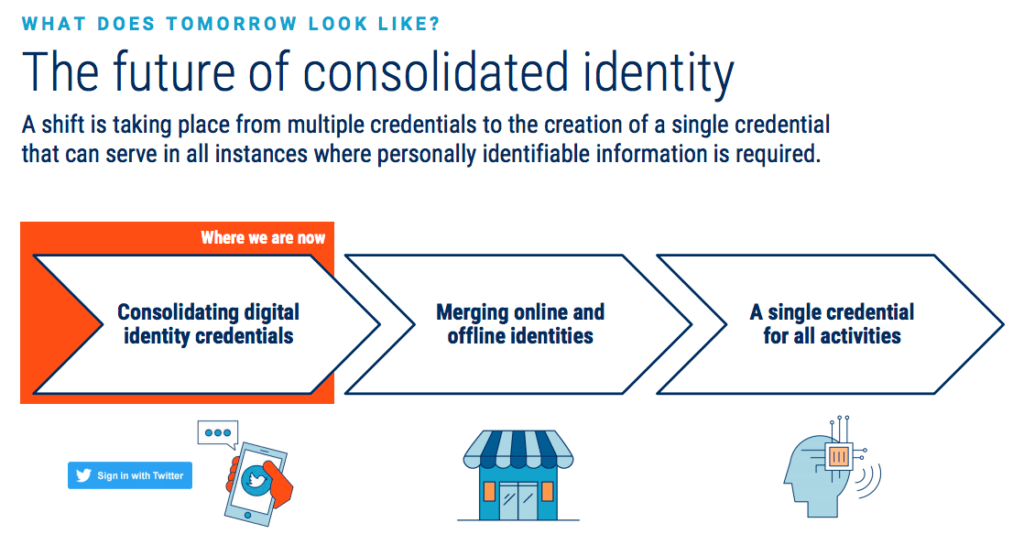 WHAT DOES TOMORROW LOOK LIKE?
The future of consolidated identity
A shift is taking place from multiple credentials to the creation of a single credential
that can serve in all instances where personally identifiable information is required.
Where we are now
Consolidating digital
identity credentials
Merging online and
offline identities
A single credential
for all activities
Sign in with Twitter